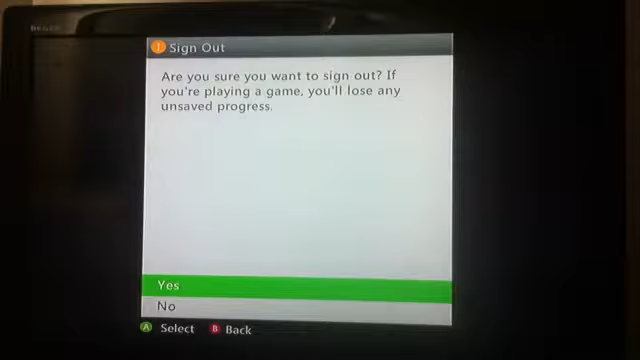 BENQ
! Sign Out
Are you sure you want to sign out? If
you're playing a game, you'll lose any
unsaved progress.
Yes
No
A Select B Back